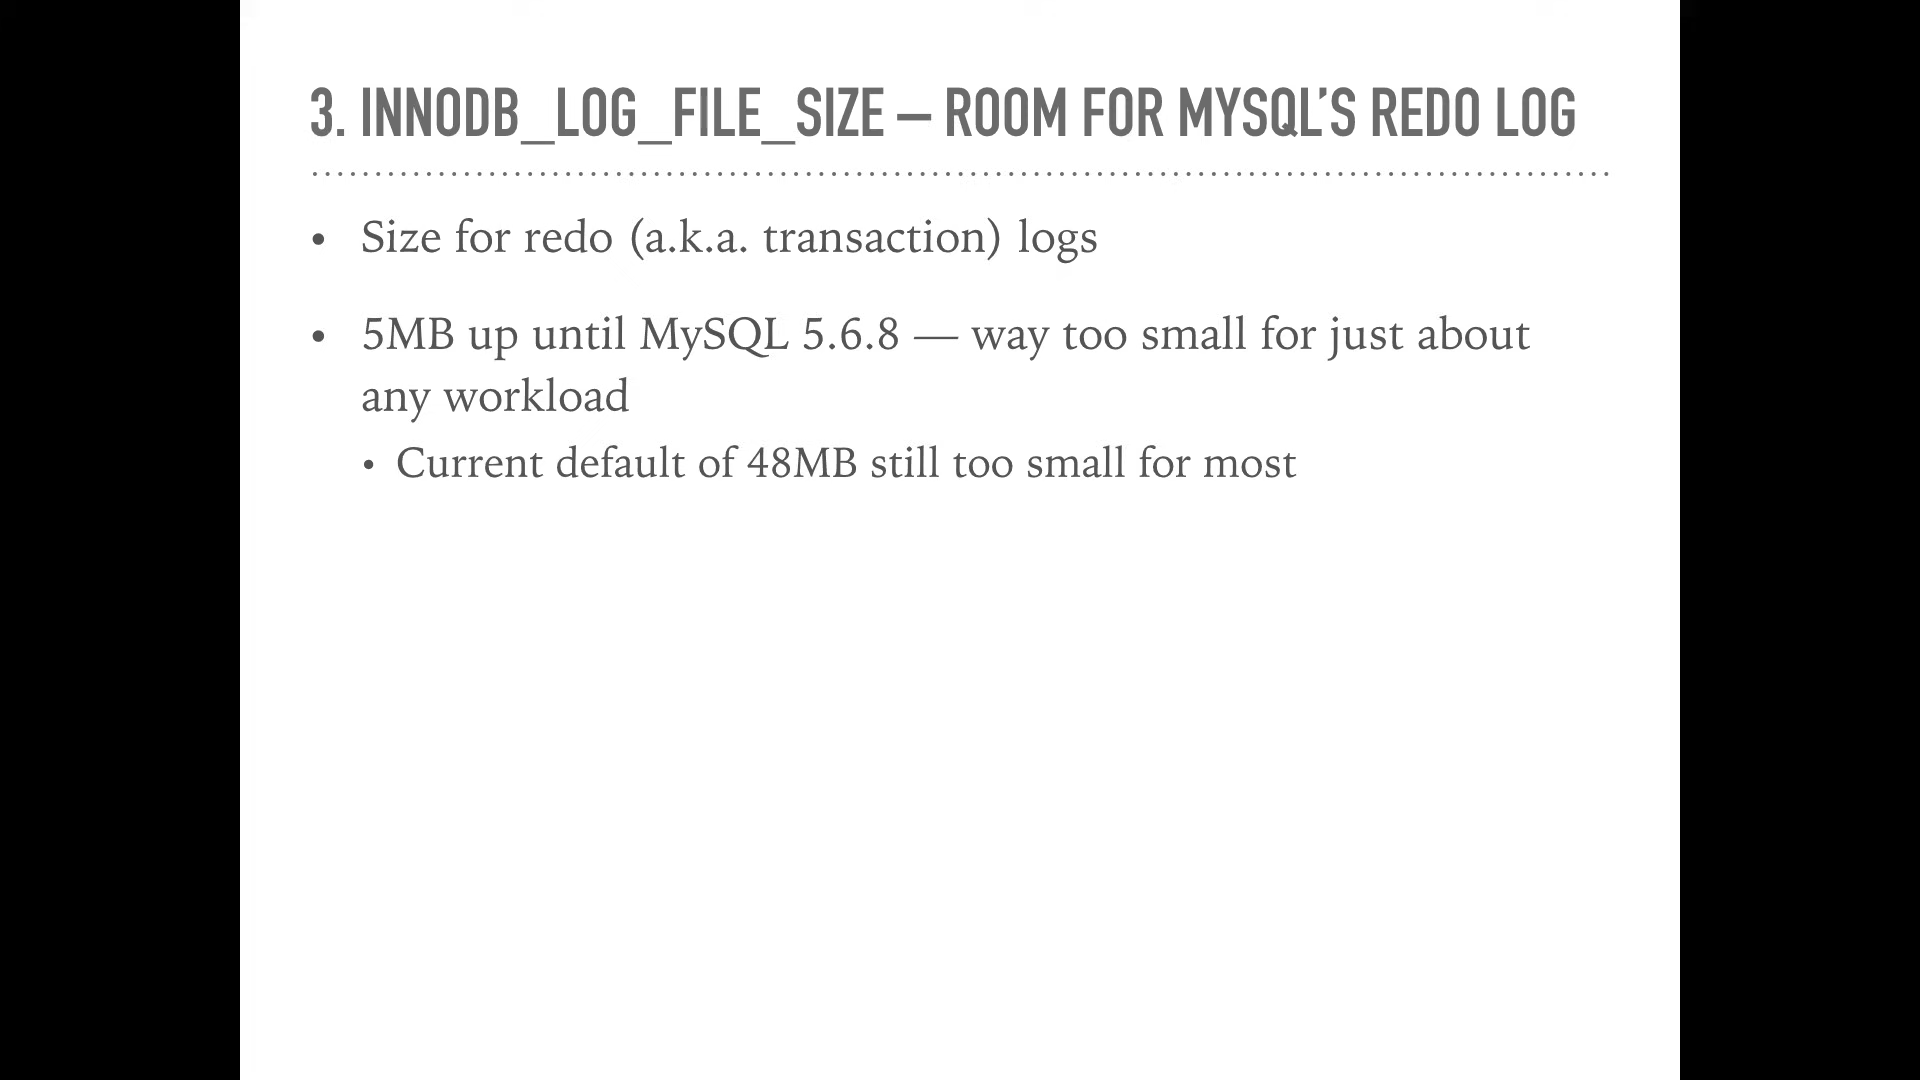 3. INNODB_LOG_FILE_SIZE – ROOM FOR MYSQL’S REDO LOG
• Size for redo (a.k.a. transaction) logs
• 5MB up until MySQL 5.6.8 — way too small for just about
any workload
• Current default of 48MB still too small for most